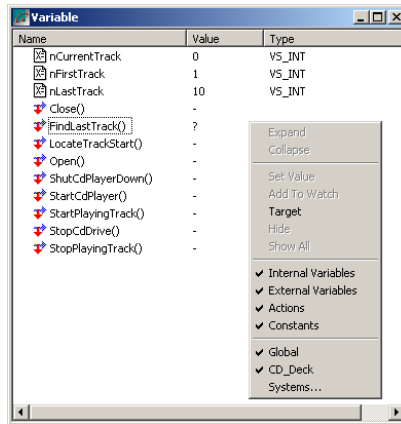 Variable
Name Value Type
nCurrentTrack 0 VS_INT
nFirstTrack 1 VS_INT
nLastTrack 10 VS_INT
Close() -
FindLastTrack() ?
LocateTrackStart() -
Open() -
ShutCdPlayerDown() -
StartCdPlayer() -
StartPlayingTrack() -
StopCdDrive() -
StopPlayingTrack() -
Expand
Collapse
Set Value
Add To Watch
Target
Hide
Show All
Internal Variables
External Variables
Actions
Constants
Global
CD_Deck
Systems...